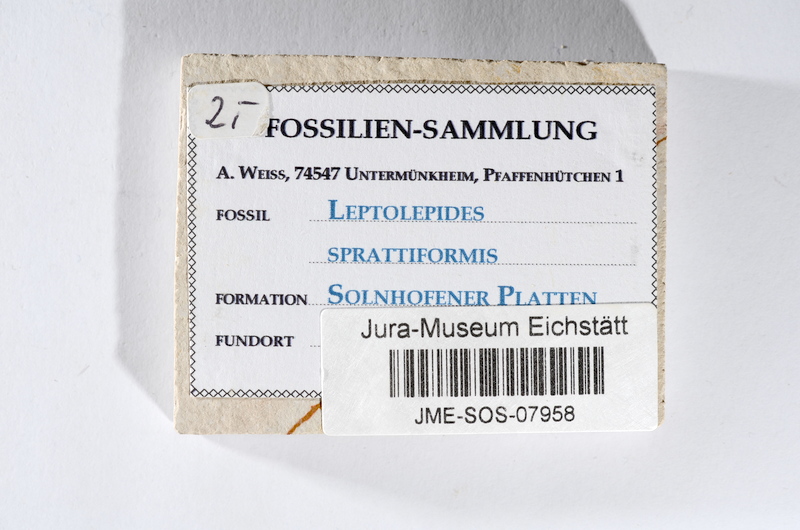 2,-
FOSSILIEN-SAMMLUNG
A. WEISS, 74547 UNTERMÜNKHEIM, PFAFFENHÜTCHEN 1
FOSSIL LEPTOLEPIDES
SPRATTIFORMIS
FORMATION SOLNHOFENER PLATTEN
FUNDORT
Jura-Museum Eichstätt
JME-SOS-07958